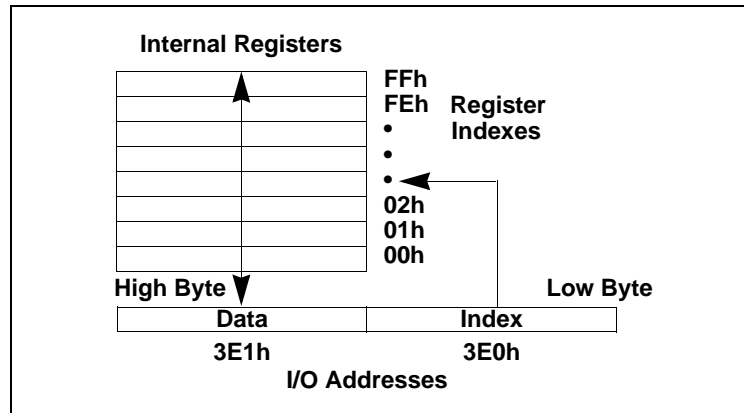 Internal Registers
FFh
FEh
Register
Indexes
•
•
•
02h
01h
00h
High Byte
Low Byte
Data
Index
3E1h
3E0h
I/O Addresses